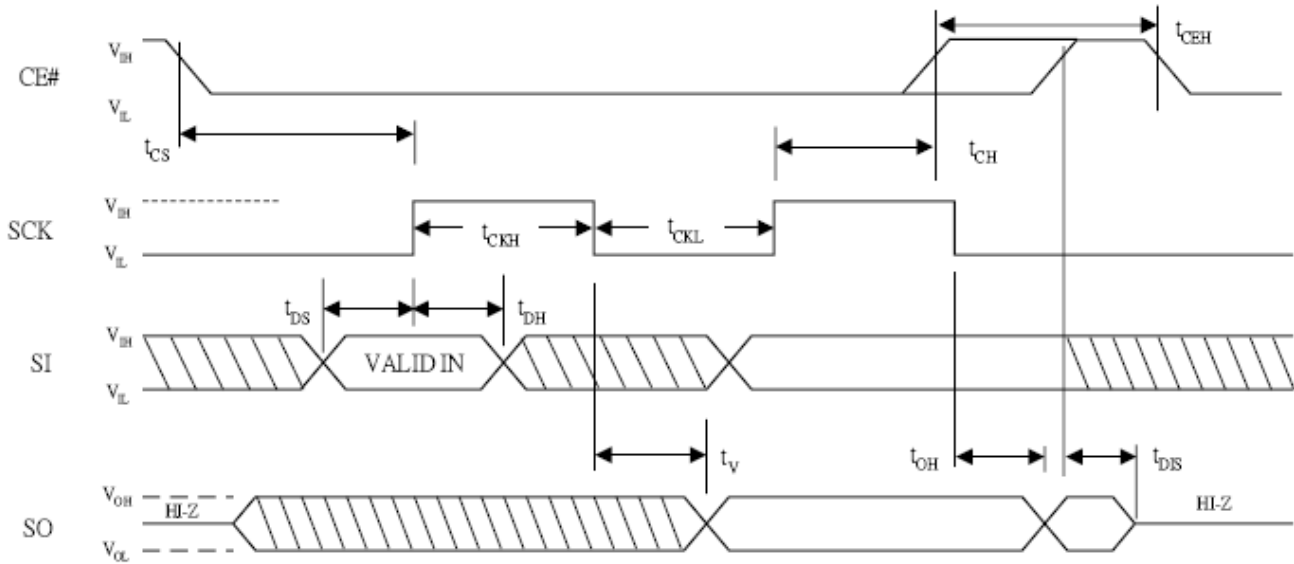 V_IH
t_CEH
CE#
V_IL
t_CS
t_CH
V_IH
SCK
t_CKH
t_CKL
V_IL
t_DS
t_DH
V_IH
SI
VALID IN
V_IL
t_V
t_OH
t_DIS
V_OH
HI-Z
HI-Z
SO
V_OL